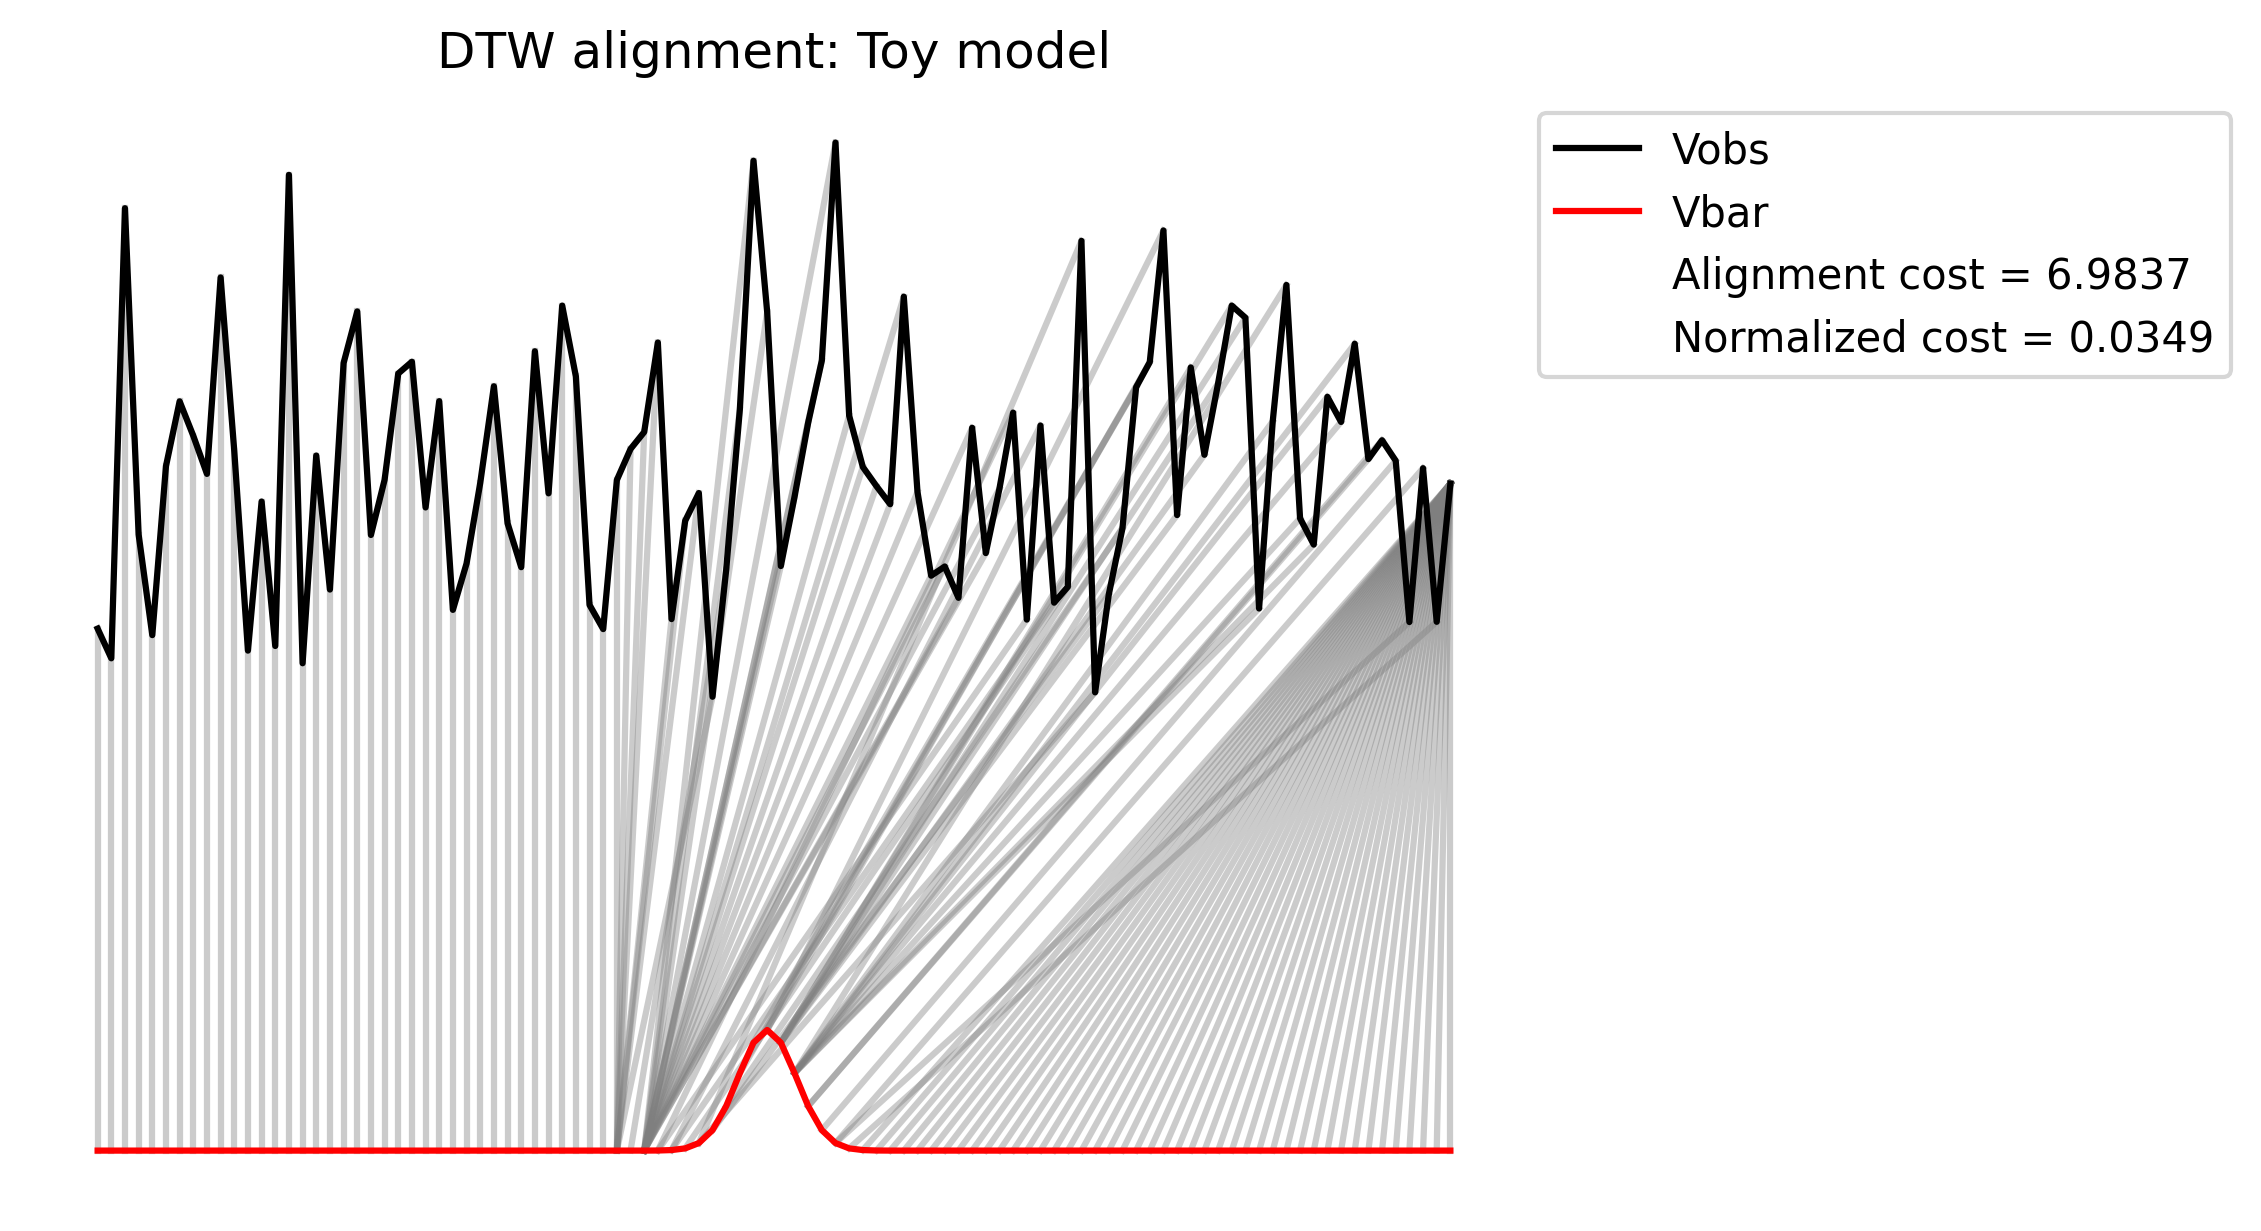 DTW alignment: Toy model
Vobs
Vbar
Alignment cost = 6.9837
Normalized cost = 0.0349